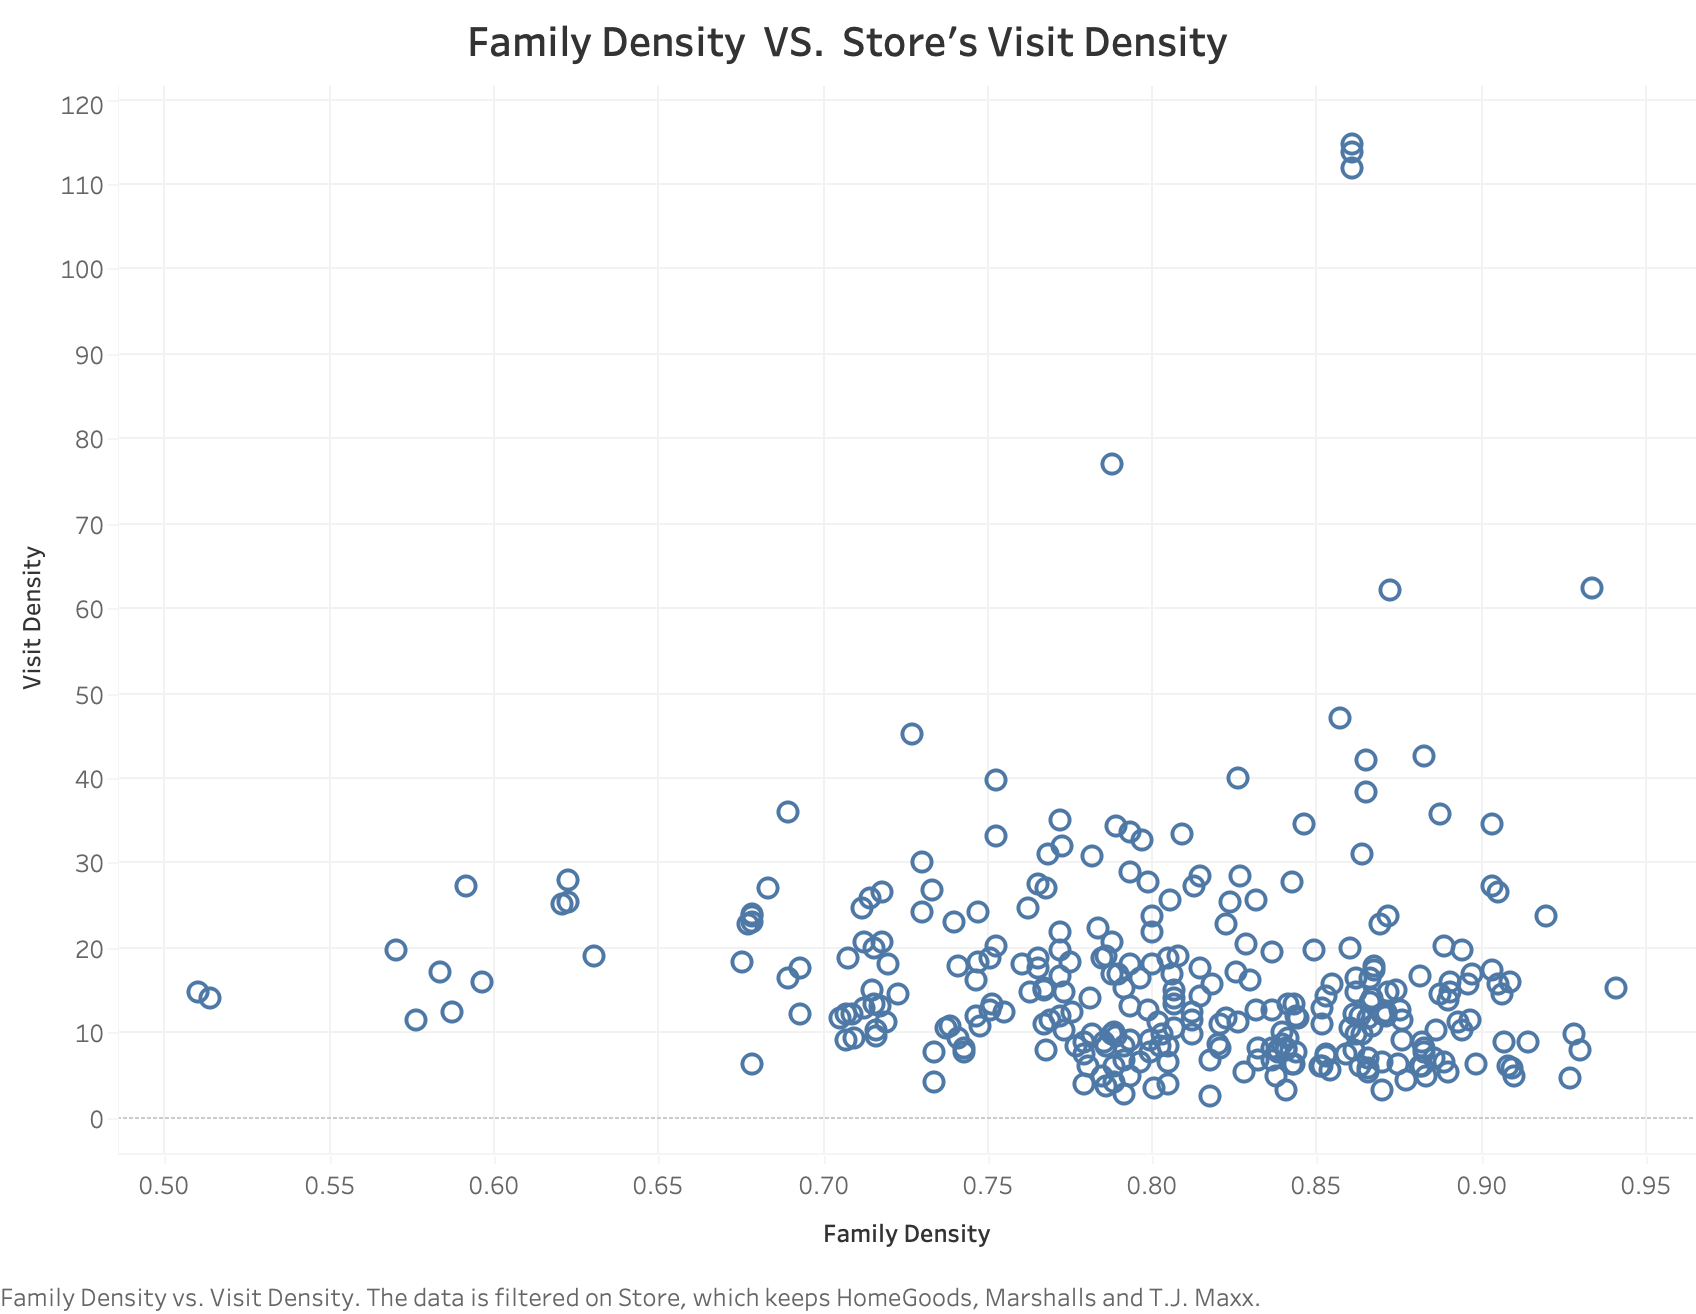 Family Density  VS.  Store’s Visit Density
120
110
100
90
80
70
60
50
40
30
20
10
0
Visit Density
0.50 0.55 0.60 0.65 0.70 0.75 0.80 0.85 0.90 0.95
Family Density
Family Density vs. Visit Density. The data is filtered on Store, which keeps HomeGoods, Marshalls and T.J. Maxx.